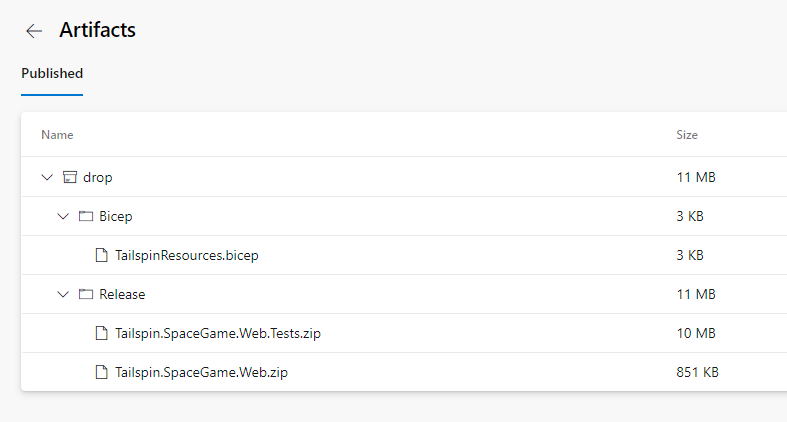 Artifacts
Published
Name Size
drop 11 MB
Bicep 3 KB
TailspinResources.bicep 3 KB
Release 11 MB
Tailspin.SpaceGame.Web.Tests.zip 10 MB
Tailspin.SpaceGame.Web.zip 851 KB